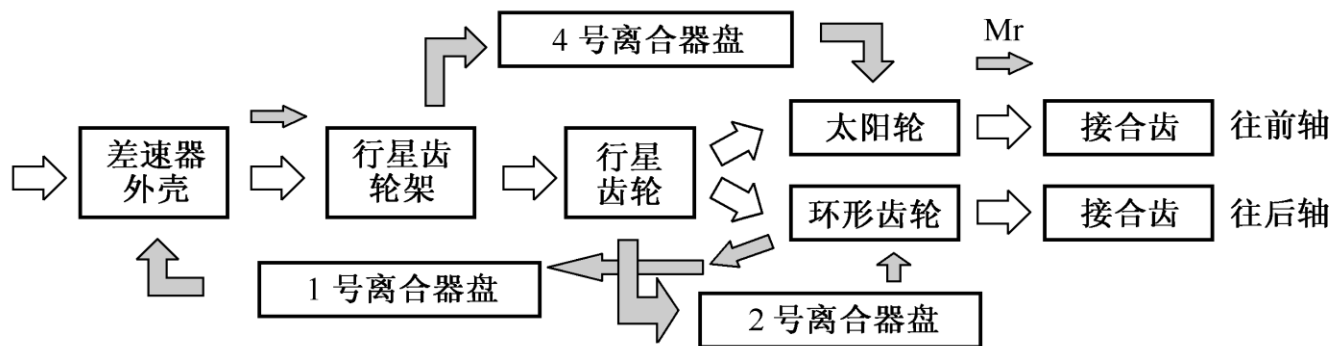 4 号离合器盘
Mr
差速器
外壳
行星齿
轮架
行星
齿轮
太阳轮
接合齿
往前轴
环形齿轮
接合齿
往后轴
1 号离合器盘
2 号离合器盘